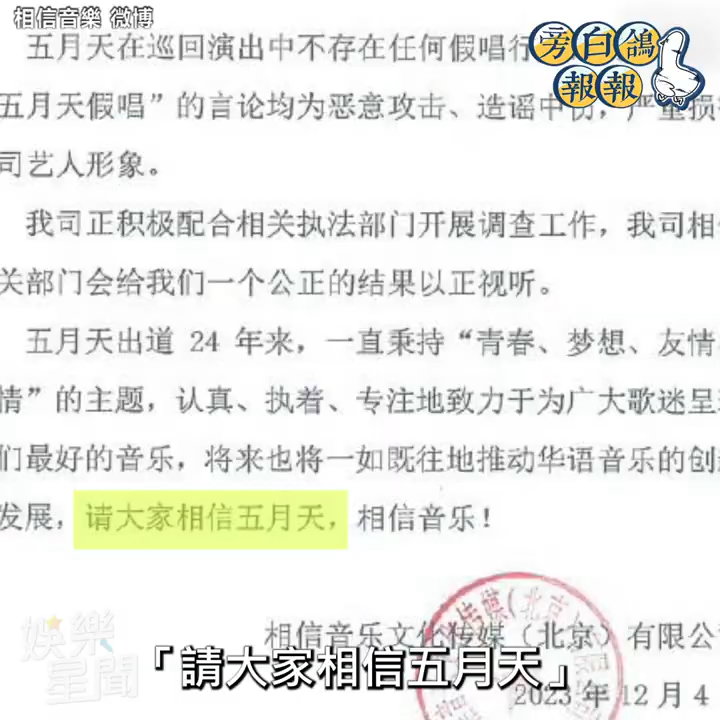 相信音樂 微博
旁白鴿
報報
五月天在巡回演出中不存在任何假唱行
五月天假唱”的言论均为恶意攻击、造谣中伤，严重损
司艺人形象。
我司正积极配合相关执法部门开展调查工作，我司相
关部门会给我们一个公正的结果以正视听。
五月天出道 24 年来，一直秉持“青春、梦想、友情、
情”的主题，认真、执着、专注地致力于为广大歌迷呈
们最好的音乐，将来也将一如既往地推动华语音乐的创
发展，请大家相信五月天，相信音乐！
相信音乐文化传媒（北京）有限公
2023 年 12 月 4
娛樂
星聞
「請大家相信五月天」